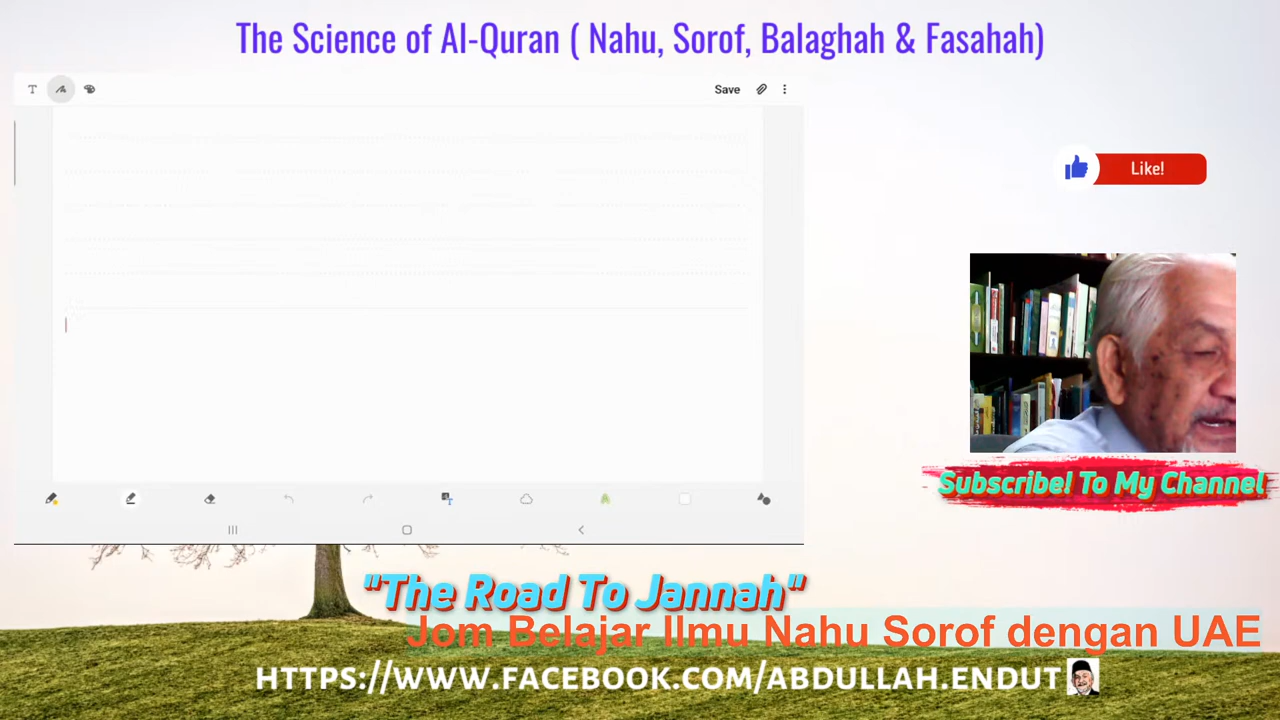 The Science of Al-Quran ( Nahu, Sorof, Balaghah & Fasahah)
T
Save
Like!
Subscribe! To My Channel
"The Road To Jannah"
Jom Belajar Ilmu Nahu Sorof dengan UAE
HTTPS://WWW.FACEBOOK.COM/ABDULLAH.ENDUT